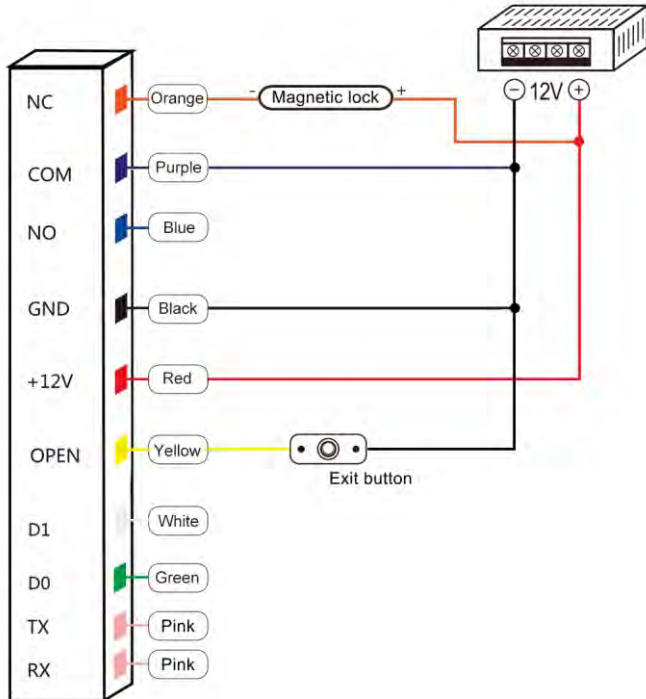 − 12V +
NC Orange - Magnetic lock +
COM Purple
NO Blue
GND Black
+12V Red
OPEN Yellow
Exit button
D1 White
D0 Green
TX Pink
RX Pink